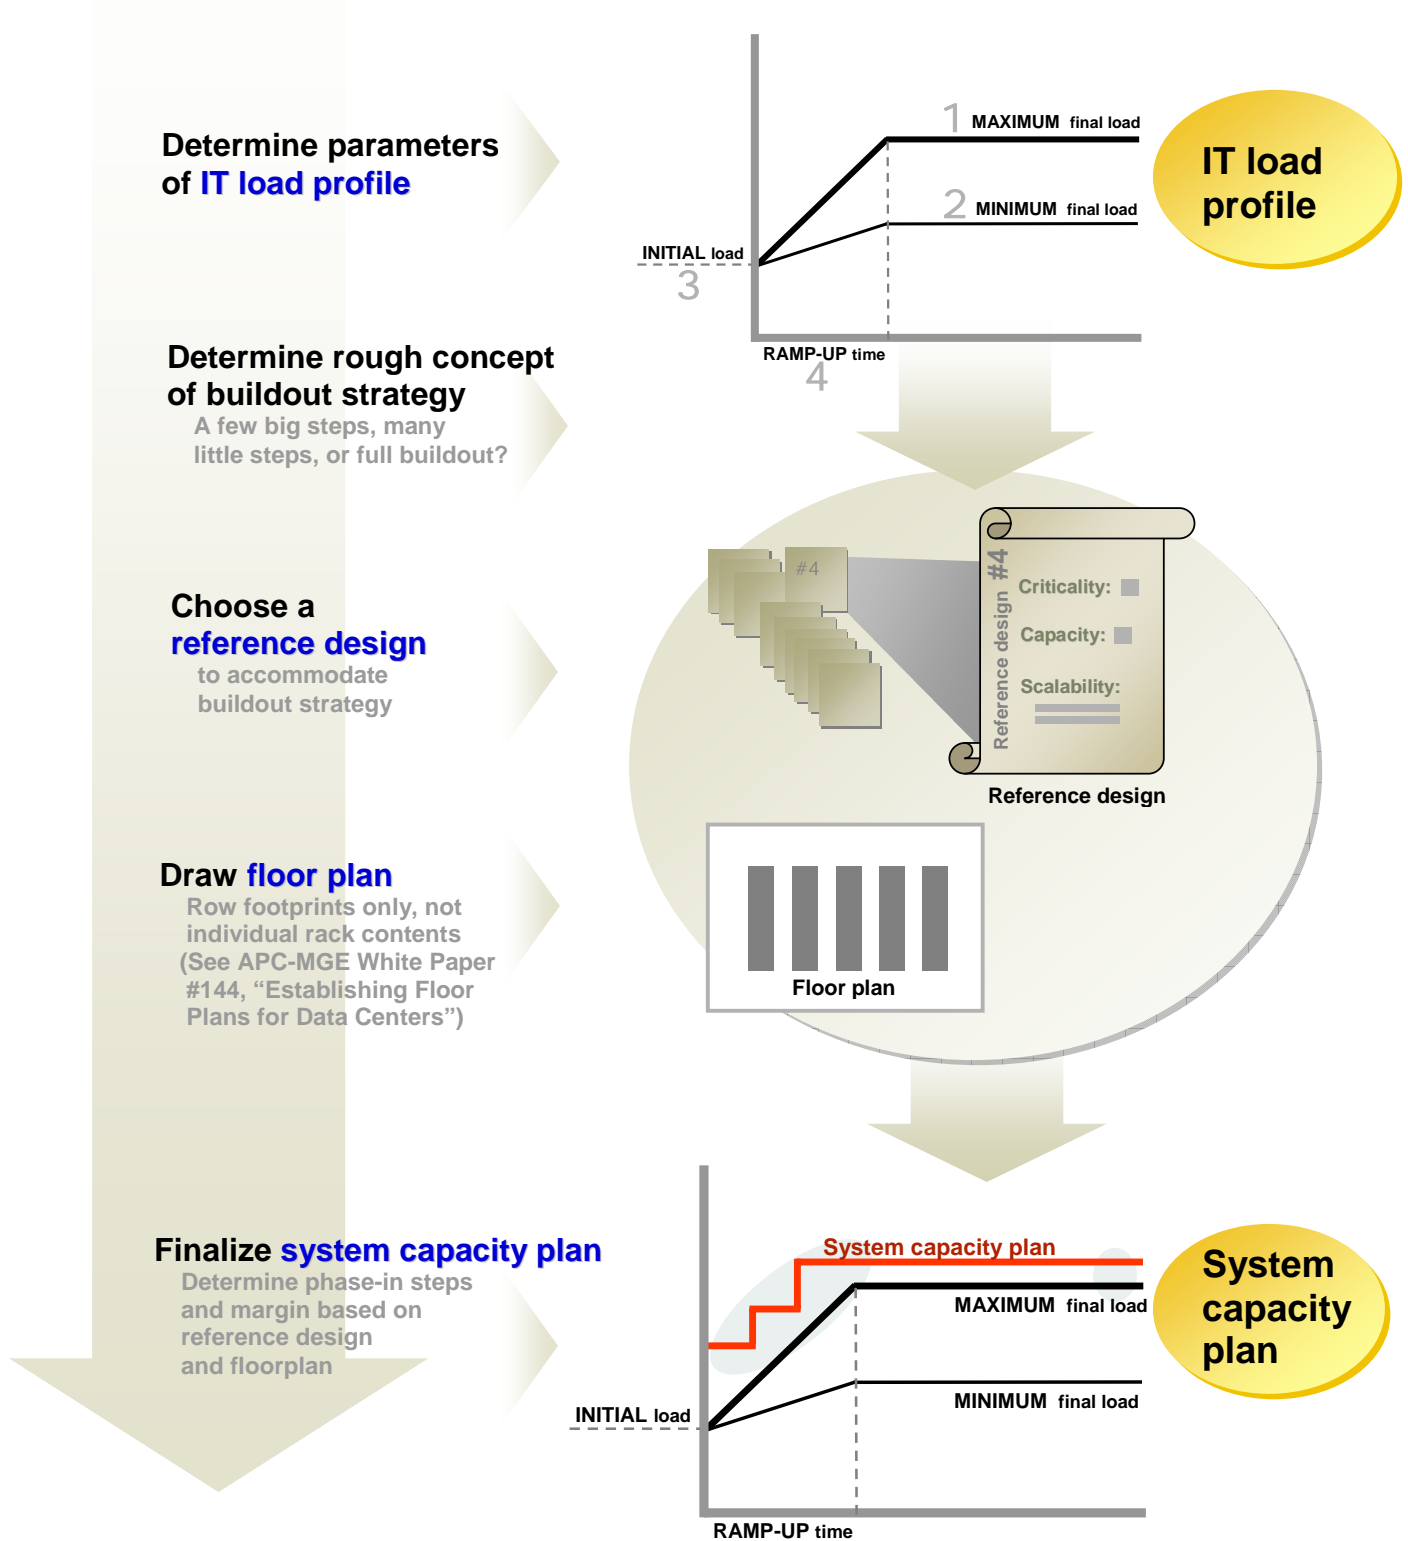 Determine parameters
of IT load profile
1
MAXIMUM final load
2
MINIMUM final load
INITIAL load
3
RAMP-UP time
4
IT load
profile
Determine rough concept
of buildout strategy
A few big steps, many
little steps, or full buildout?
Choose a
reference design
to accommodate
buildout strategy
#4
Reference design #4
Criticality:
Capacity:
Scalability:
Reference design
Draw floor plan
Row footprints only, not
individual rack contents
(See APC-MGE White Paper
#144, “Establishing Floor
Plans for Data Centers”)
Floor plan
Finalize system capacity plan
Determine phase-in steps
and margin based on
reference design
and floorplan
System capacity plan
MAXIMUM final load
MINIMUM final load
INITIAL load
RAMP-UP time
System
capacity
plan